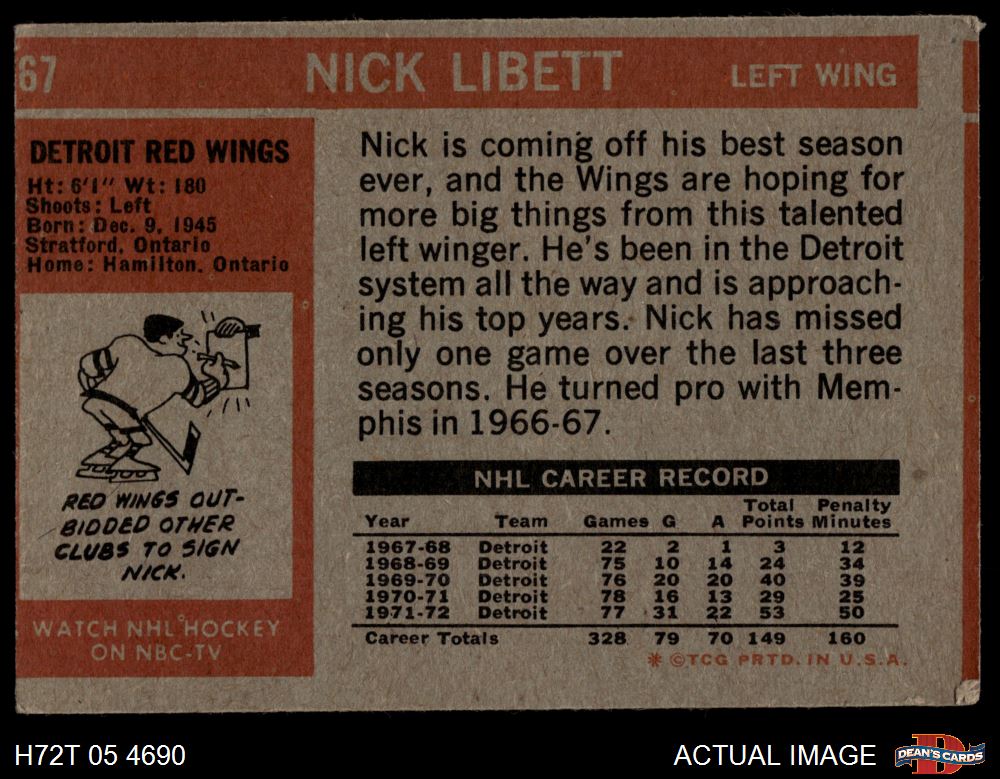 67
NICK LIBETT
LEFT WING
DETROIT RED WINGS
Ht: 6'1" Wt: 180
Shoots: Left
Born: Dec. 9, 1945
Stratford, Ontario
Home: Hamilton, Ontario
RED WINGS OUT-
BIDDED OTHER
CLUBS TO SIGN
NICK.
WATCH NHL HOCKEY
ON NBC-TV
Nick is coming off his best season
ever, and the Wings are hoping for
more big things from this talented
left winger. He's been in the Detroit
system all the way and is approach-
ing his top years. Nick has missed
only one game over the last three
seasons. He turned pro with Mem-
phis in 1966-67.
NHL CAREER RECORD
Year Team Games G A Total Points Penalty Minutes
1967-68 Detroit 22 2 1 3 12
1968-69 Detroit 75 10 14 24 34
1969-70 Detroit 76 20 20 40 39
1970-71 Detroit 78 16 13 29 25
1971-72 Detroit 77 31 22 53 50
Career Totals 328 79 70 149 160
* ©TCG PRTD. IN U.S.A.
H72T 05 4690
ACTUAL IMAGE
DEAN'S CARDS